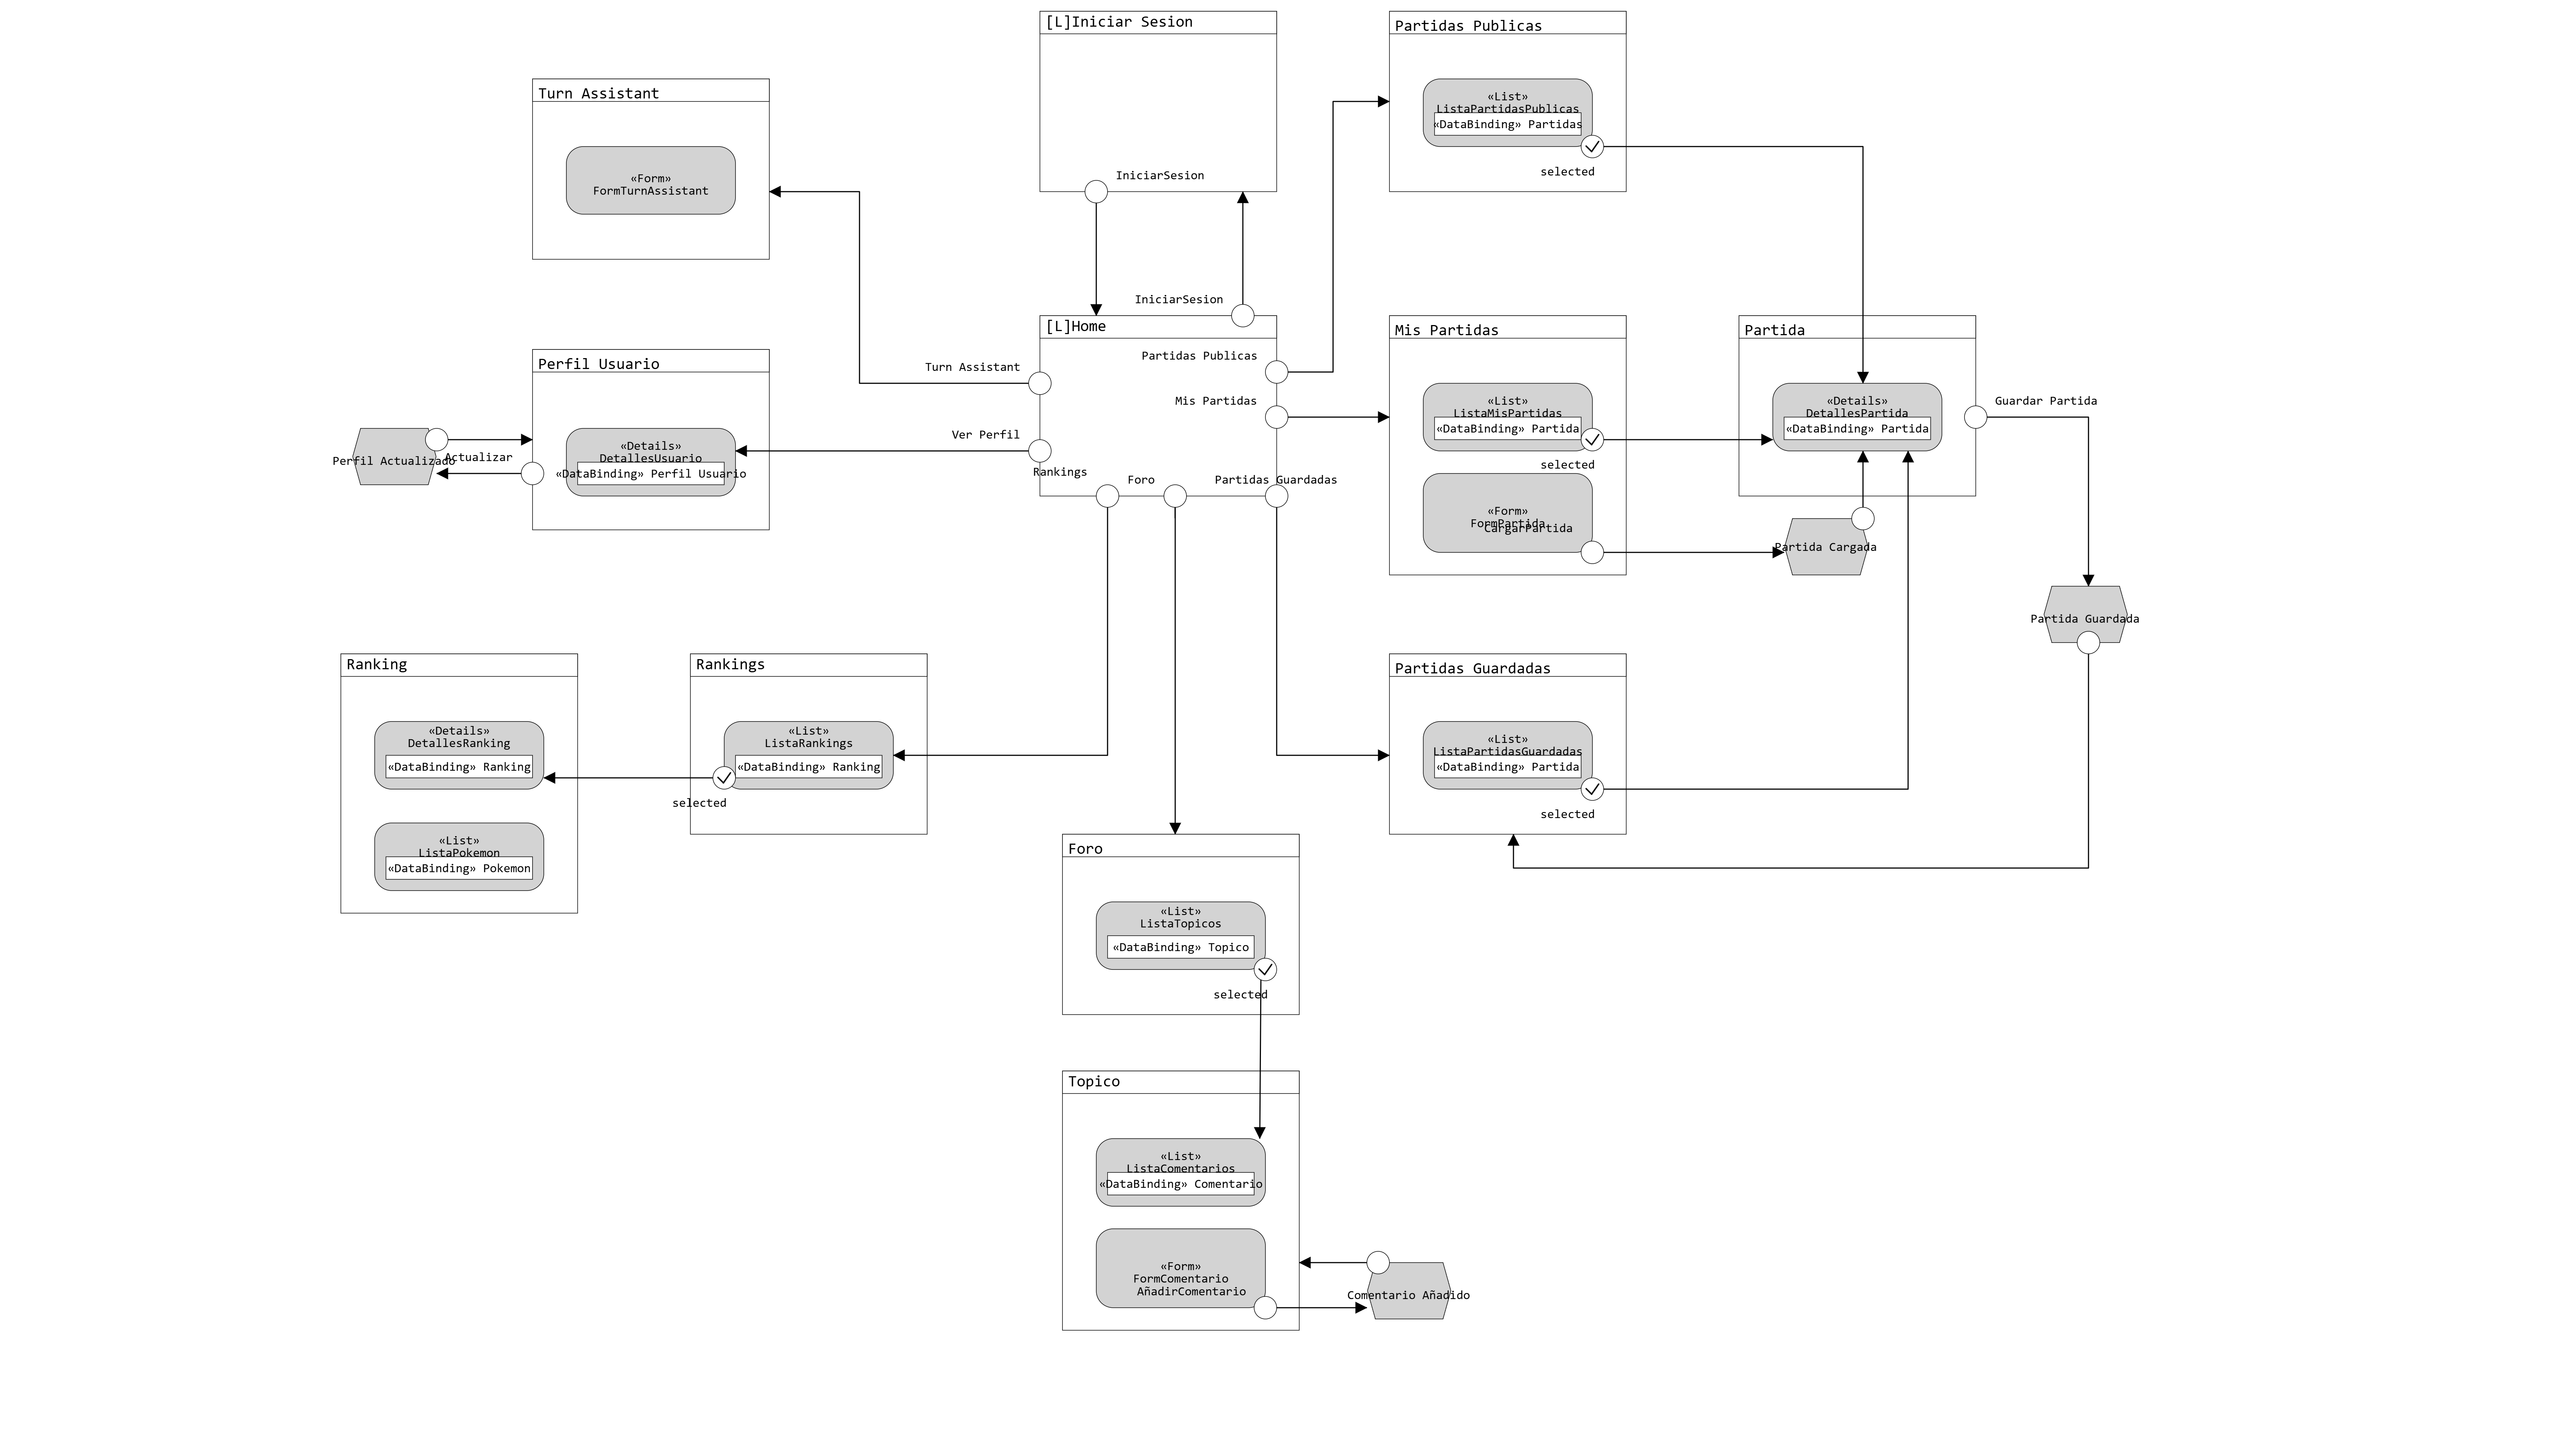 [L]Iniciar Sesion
IniciarSesion
Partidas Publicas
«List»
ListaPartidasPublicas
«DataBinding» Partidas
selected
Turn Assistant
«Form»
FormTurnAssistant
IniciarSesion
[L]Home
Partidas Publicas
Turn Assistant
Mis Partidas
Ver Perfil
Rankings
Foro
Partidas Guardadas
Mis Partidas
«List»
ListaMisPartidas
«DataBinding» Partida
selected
«Form»
FormPartida
CargarPartida
Partida
«Details»
DetallesPartida
«DataBinding» Partida
Guardar Partida
Partida Cargada
Partida Guardada
Perfil Usuario
«Details»
DetallesUsuario
«DataBinding» Perfil Usuario
Perfil Actualizado
Actualizar
Ranking
«Details»
DetallesRanking
«DataBinding» Ranking
«List»
ListaPokemon
«DataBinding» Pokemon
Rankings
«List»
ListaRankings
«DataBinding» Ranking
selected
Partidas Guardadas
«List»
ListaPartidasGuardadas
«DataBinding» Partida
selected
Foro
«List»
ListaTopicos
«DataBinding» Topico
selected
Topico
«List»
ListaComentarios
«DataBinding» Comentario
«Form»
FormComentario
AñadirComentario
Comentario Añadido